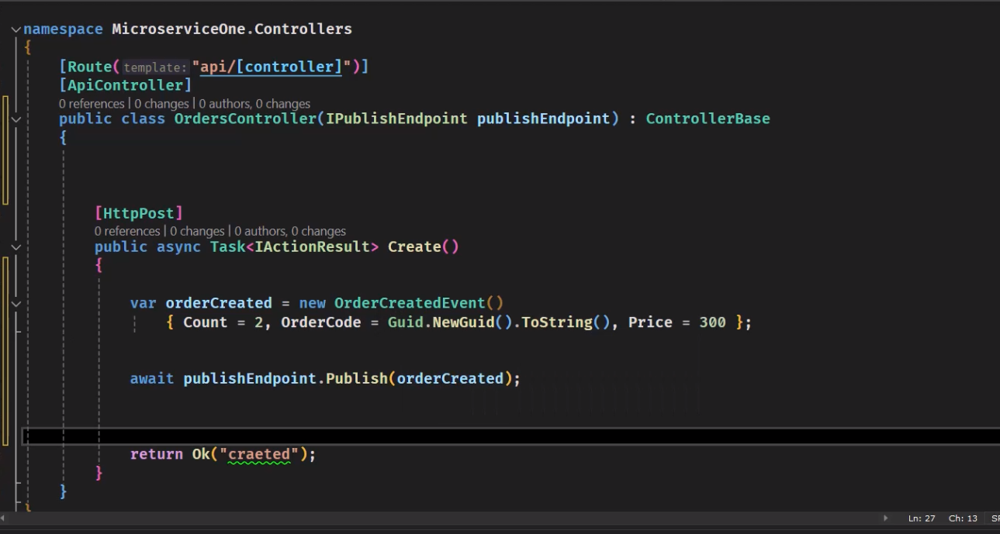 namespace MicroserviceOne.Controllers
{
[Route(template:"api/[controller]")]
[ApiController]
0 references | 0 changes | 0 authors, 0 changes
public class OrdersController(IPublishEndpoint publishEndpoint) : ControllerBase
{
[HttpPost]
0 references | 0 changes | 0 authors, 0 changes
public async Task<IActionResult> Create()
{
var orderCreated = new OrderCreatedEvent()
{ Count = 2, OrderCode = Guid.NewGuid().ToString(), Price = 300 };
await publishEndpoint.Publish(orderCreated);
return Ok("craeted");
}
}
Ln: 27 Ch: 13